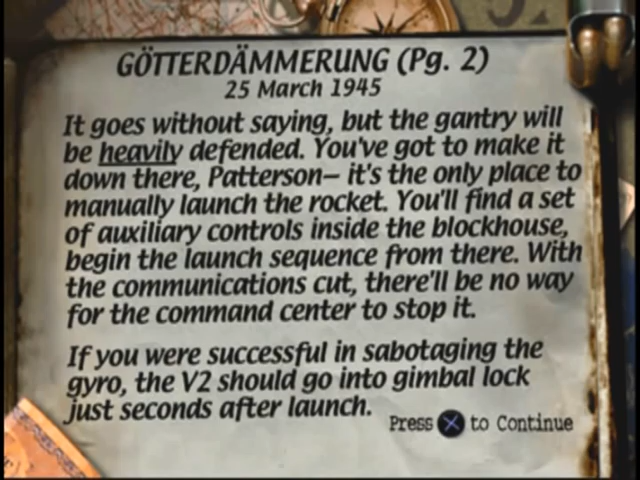 GÖTTERDÄMMERUNG (Pg. 2)
25 March 1945
It goes without saying, but the gantry will
be heavily defended. You've got to make it
down there, Patterson– it's the only place to
manually launch the rocket. You'll find a set
of auxiliary controls inside the blockhouse,
begin the launch sequence from there. With
the communications cut, there'll be no way
for the command center to stop it.
If you were successful in sabotaging the
gyro, the V2 should go into gimbal lock
just seconds after launch.
Press X to Continue